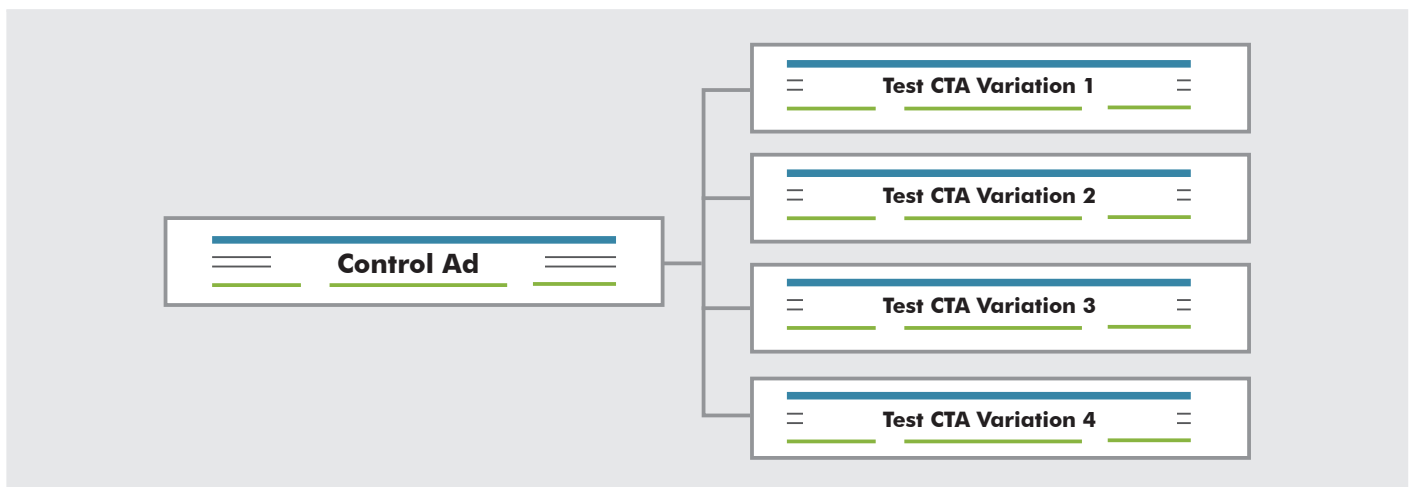 Control Ad
Test CTA Variation 1
Test CTA Variation 2
Test CTA Variation 3
Test CTA Variation 4